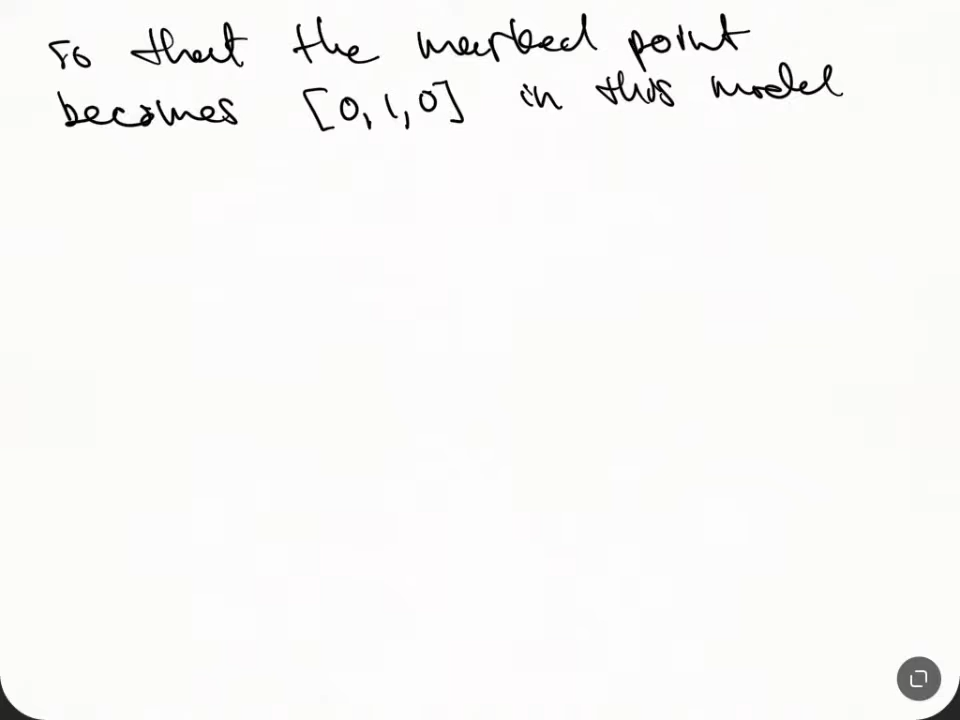 so that the marked point
becomes [0,1,0] in this model